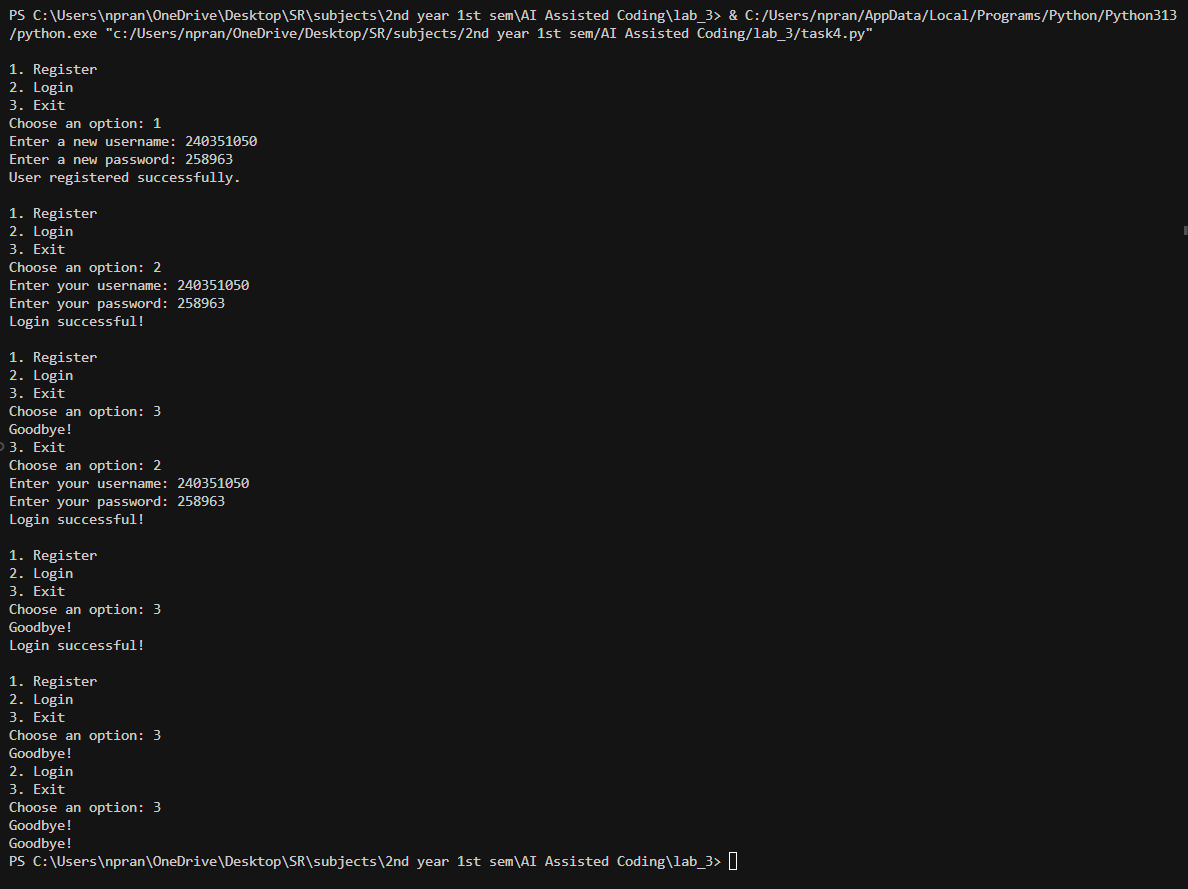 PS C:\Users\npran\OneDrive\Desktop\SR\subjects\2nd year 1st sem\AI Assisted Coding\lab_3> & C:/Users/npran/AppData/Local/Programs/Python/Python313
/python.exe "c:/Users/npran/OneDrive/Desktop/SR/subjects/2nd year 1st sem/AI Assisted Coding/lab_3/task4.py"

1. Register
2. Login
3. Exit
Choose an option: 1
Enter a new username: 240351050
Enter a new password: 258963
User registered successfully.

1. Register
2. Login
3. Exit
Choose an option: 2
Enter your username: 240351050
Enter your password: 258963
Login successful!

1. Register
2. Login
3. Exit
Choose an option: 3
Goodbye!
3. Exit
Choose an option: 2
Enter your username: 240351050
Enter your password: 258963
Login successful!

1. Register
2. Login
3. Exit
Choose an option: 3
Goodbye!
Login successful!

1. Register
2. Login
3. Exit
Choose an option: 3
Goodbye!
2. Login
3. Exit
Choose an option: 3
Goodbye!
Goodbye!
PS C:\Users\npran\OneDrive\Desktop\SR\subjects\2nd year 1st sem\AI Assisted Coding\lab_3>